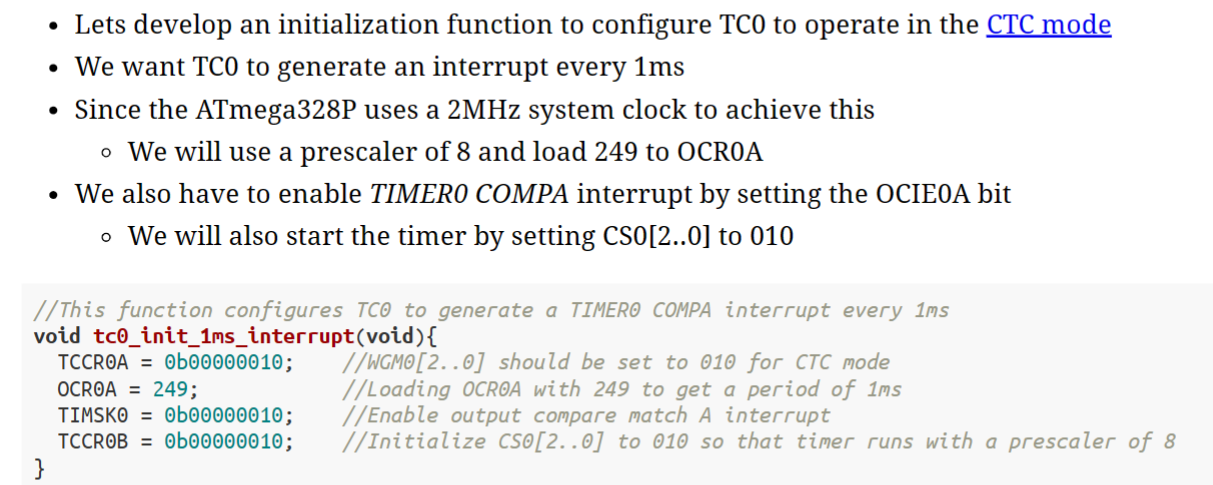 • Lets develop an initialization function to configure TC0 to operate in the CTC mode
• We want TC0 to generate an interrupt every 1ms
• Since the ATmega328P uses a 2MHz system clock to achieve this
◦ We will use a prescaler of 8 and load 249 to OCR0A
• We also have to enable TIMER0 COMPA interrupt by setting the OCIE0A bit
◦ We will also start the timer by setting CS0[2..0] to 010
//This function configures TC0 to generate a TIMER0 COMPA interrupt every 1ms
void tc0_init_1ms_interrupt(void){
  TCCR0A = 0b00000010;    //WGM0[2..0] should be set to 010 for CTC mode
  OCR0A = 249;            //Loading OCR0A with 249 to get a period of 1ms
  TIMSK0 = 0b00000010;    //Enable output compare match A interrupt
  TCCR0B = 0b00000010;    //Initialize CS0[2..0] to 010 so that timer runs with a prescaler of 8
}